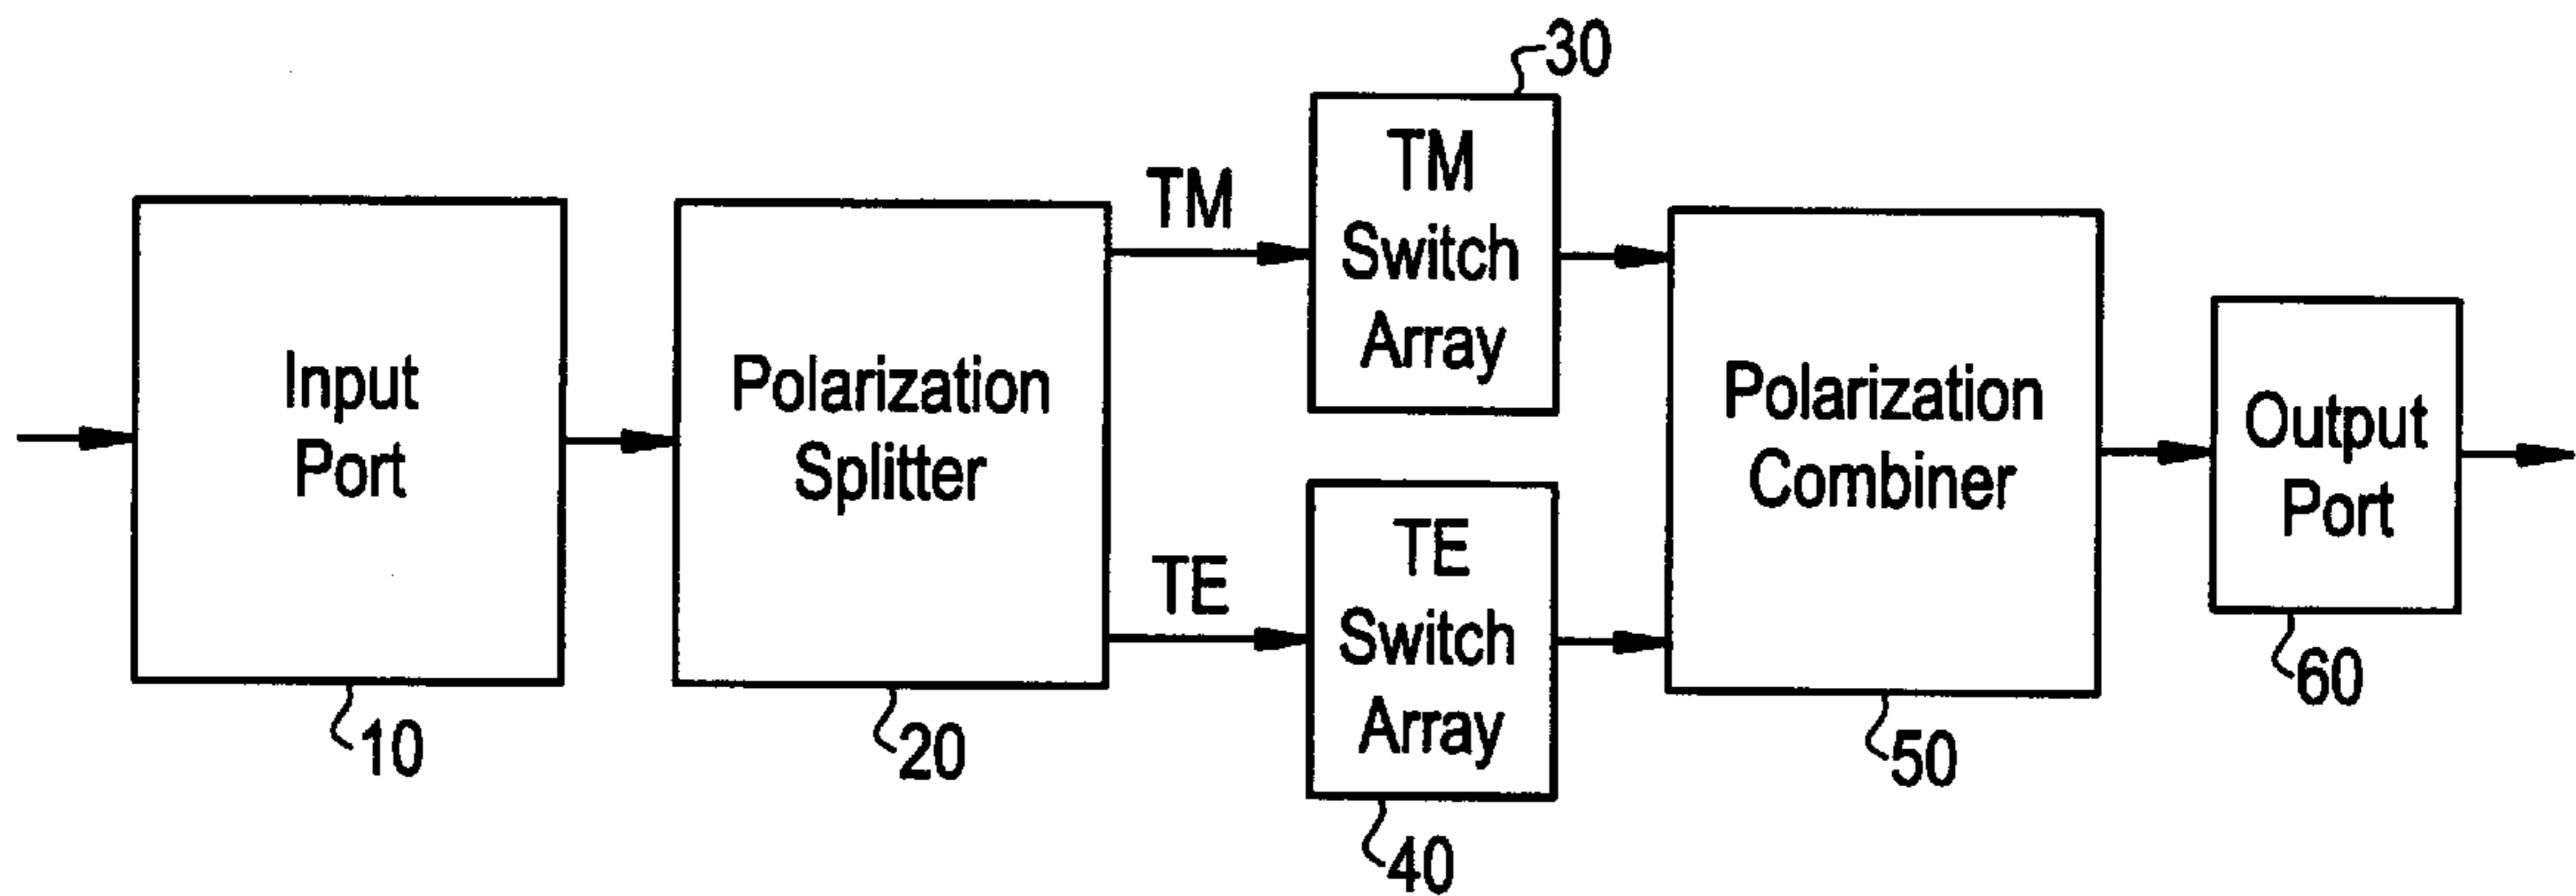 Input
Port
10
Polarization
Splitter
20
TM
TE
30
TM
Switch
Array
TE
Switch
Array
40
Polarization
Combiner
50
Output
Port
60